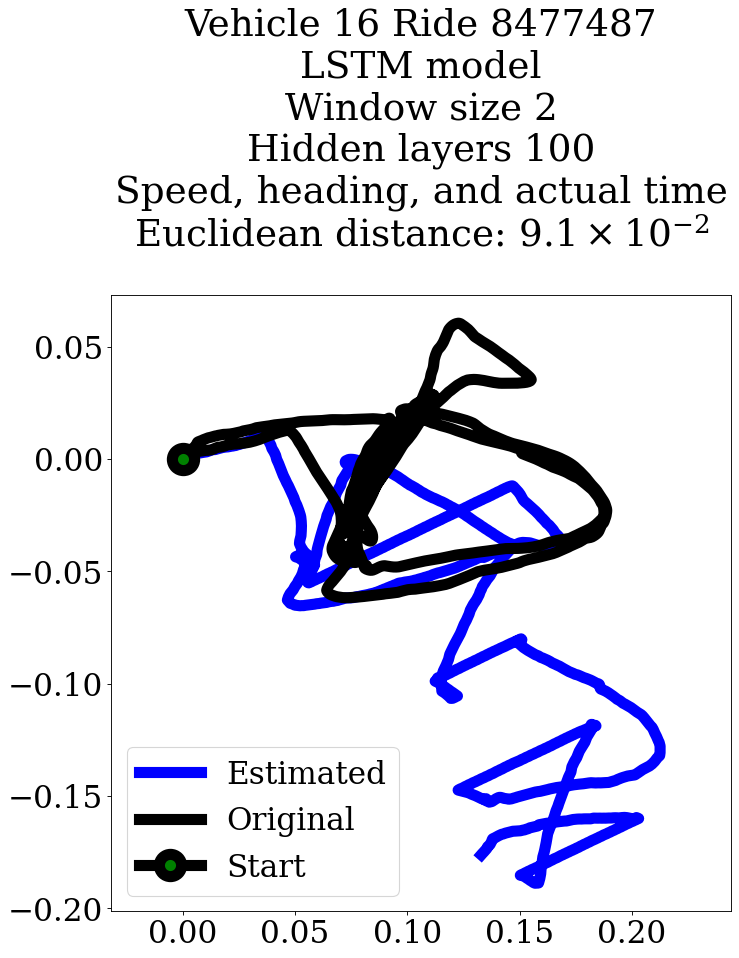 Vehicle 16 Ride 8477487
LSTM model
Window size 2
Hidden layers 100
Speed, heading, and actual time
Euclidean distance: 9.1 × 10⁻²
0.05
0.00
−0.05
−0.10
−0.15
−0.20
Estimated
Original
Start
0.00 0.05 0.10 0.15 0.20